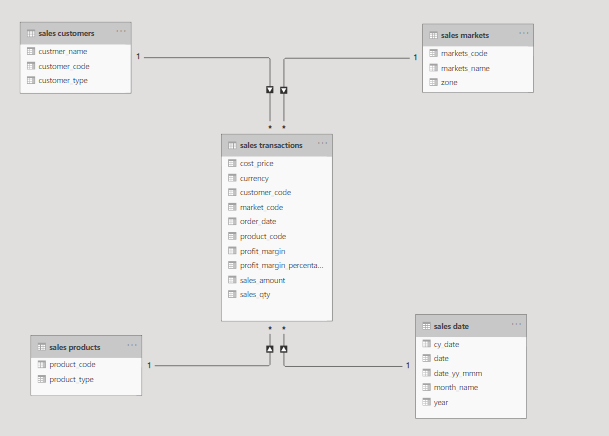 sales customers
custmer_name
customer_code
customer_type
1
sales markets
markets_code
markets_name
zone
1
*
*
sales transactions
cost_price
currency
customer_code
market_code
order_date
product_code
profit_margin
profit_margin_percenta...
sales_amount
sales_qty
*
*
sales products
product_code
product_type
1
sales date
cy_date
date
date_yy_mmm
month_name
year
1